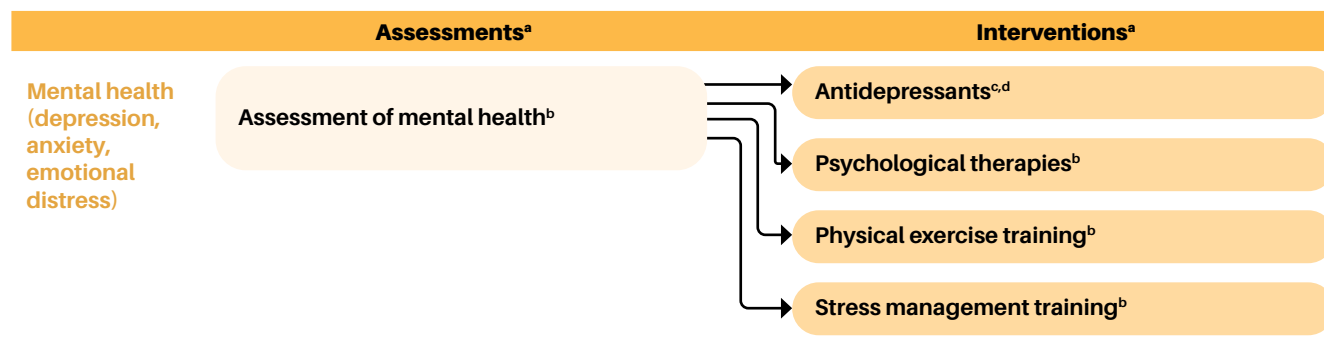 Assessmentsᵃ
Interventionsᵃ
Mental health
(depression,
anxiety,
emotional
distress)
Assessment of mental healthᵇ
Antidepressantsᶜ,ᵈ
Psychological therapiesᵇ
Physical exercise trainingᵇ
Stress management trainingᵇ